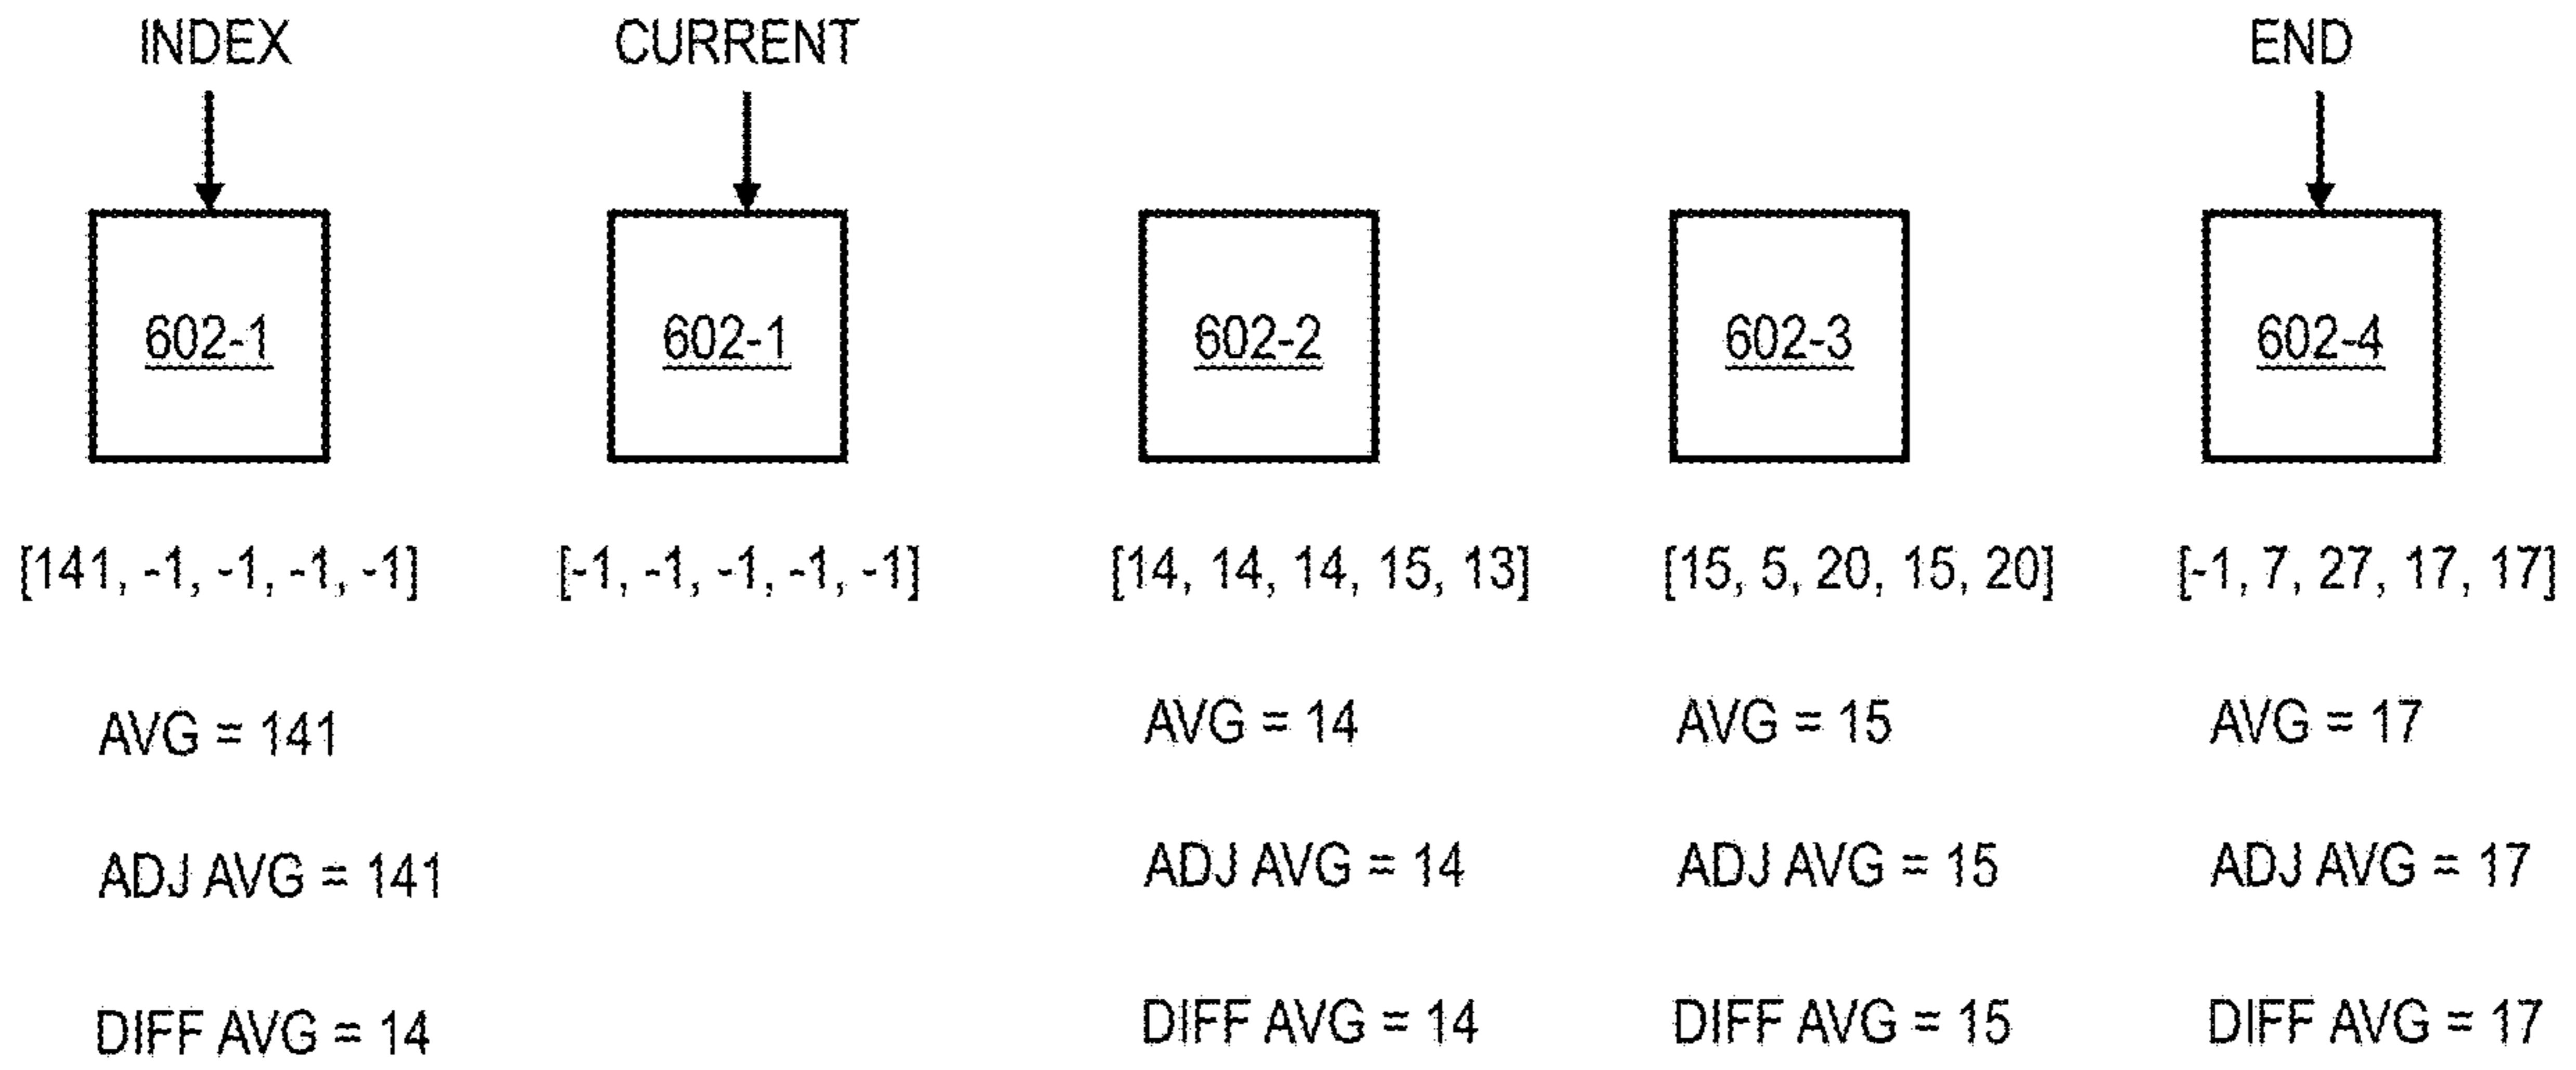 INDEX CURRENT END
602-1 602-1 602-2 602-3 602-4
[141, -1, -1, -1, -1] [-1, -1, -1, -1, -1] [14, 14, 14, 15, 13] [15, 5, 20, 15, 20] [-1, 7, 27, 17, 17]
AVG = 141 AVG = 14 AVG = 15 AVG = 17
ADJ AVG = 141 ADJ AVG = 14 ADJ AVG = 15 ADJ AVG = 17
DIFF AVG = 14 DIFF AVG = 14 DIFF AVG = 15 DIFF AVG = 17